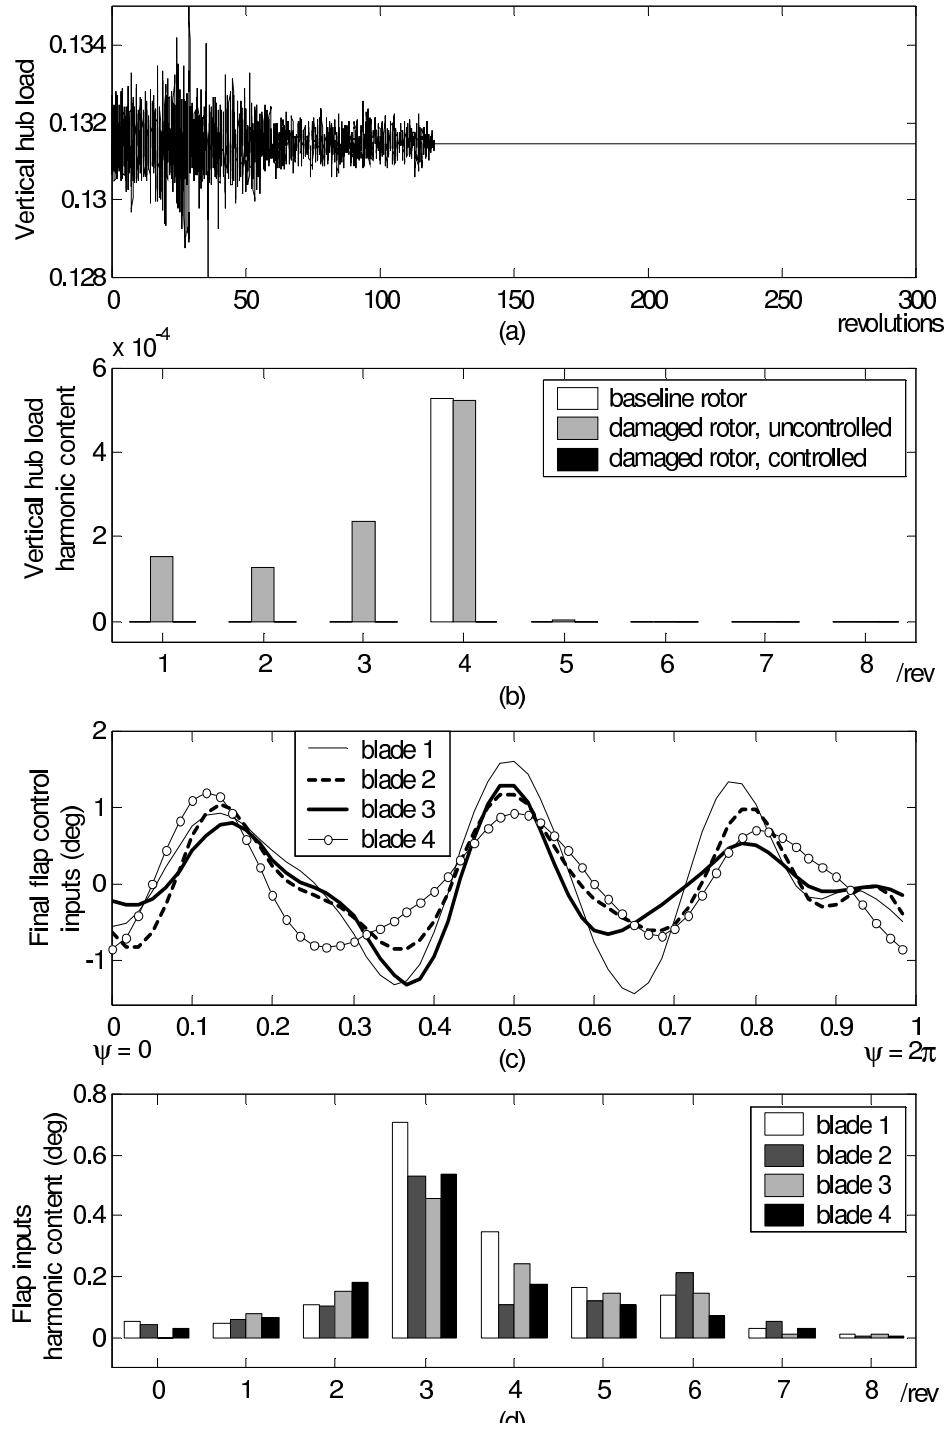 0.134
0.132
0.13
0.128
Vertical hub load
0 50 100 150 200 250 300
(a)
revolutions
x 10-4
6
4
2
0
Vertical hub load
harmonic content
baseline rotor
damaged rotor, uncontrolled
damaged rotor, controlled
1 2 3 4 5 6 7 8 /rev
(b)
2
1
0
-1
Final flap control
inputs (deg)
blade 1
blade 2
blade 3
blade 4
0 0.1 0.2 0.3 0.4 0.5 0.6 0.7 0.8 0.9 1
ψ = 0 (c) ψ = 2π
0.8
0.6
0.4
0.2
0
Flap inputs
harmonic content (deg)
blade 1
blade 2
blade 3
blade 4
0 1 2 3 4 5 6 7 8 /rev
(d)